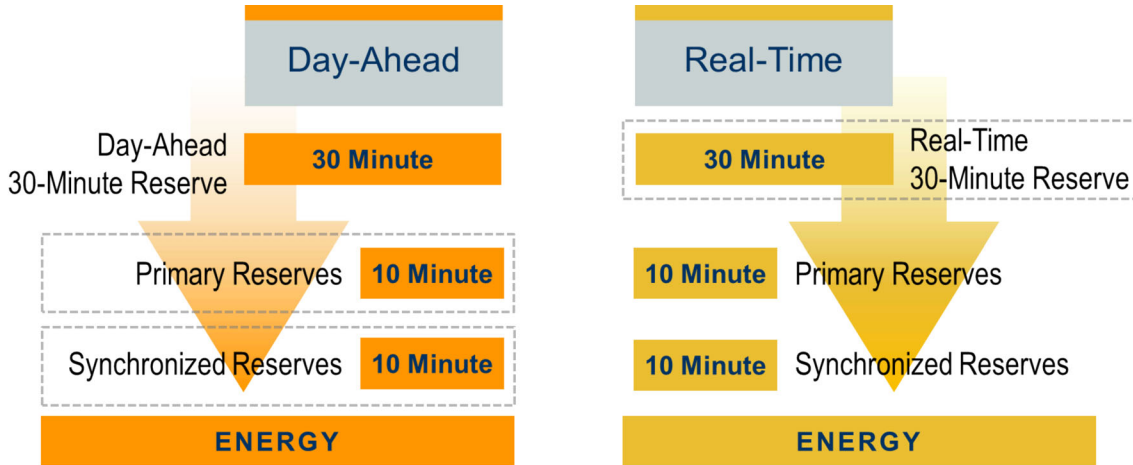 Day-Ahead
Day-Ahead
30-Minute Reserve
30 Minute
Primary Reserves
10 Minute
Synchronized Reserves
10 Minute
ENERGY
Real-Time
30 Minute
Real-Time
30-Minute Reserve
10 Minute
Primary Reserves
10 Minute
Synchronized Reserves
ENERGY